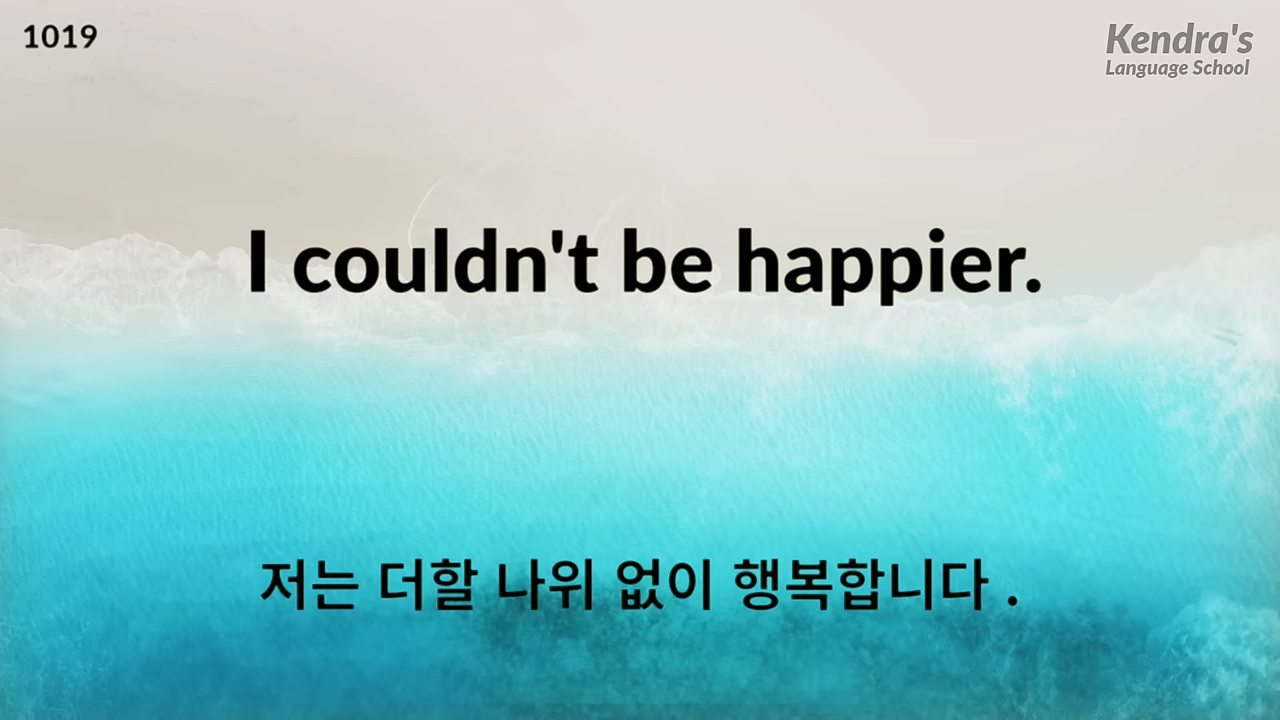 1019
Kendra's
Language School
I couldn't be happier.
저는 더할 나위 없이 행복합니다 .